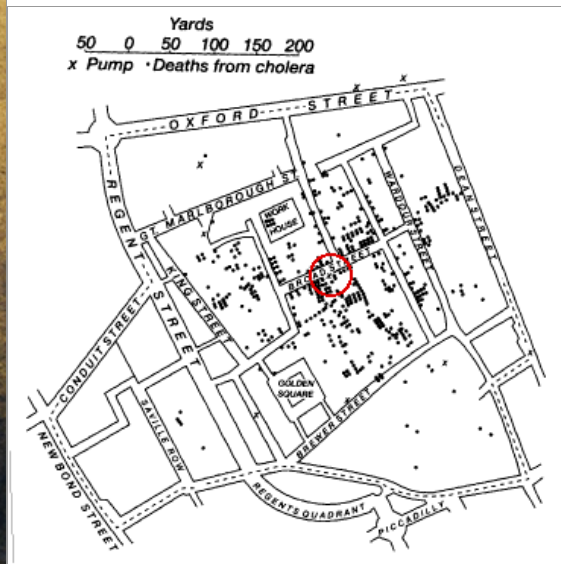 Yards
50 0 50 100 150 200
x Pump • Deaths from cholera
OXFORD STREET
REGENT STREET
GT. MARLBOROUGH ST
WORK HOUSE
WARDOUR STREET
DEAN STREET
BROAD STREET
KING STREET
CONDUIT STREET
GOLDEN SQUARE
SAVILLE ROW
BREWER STREET
NEW BOND STREET
REGENTS QUADRANT
PICCADILLY